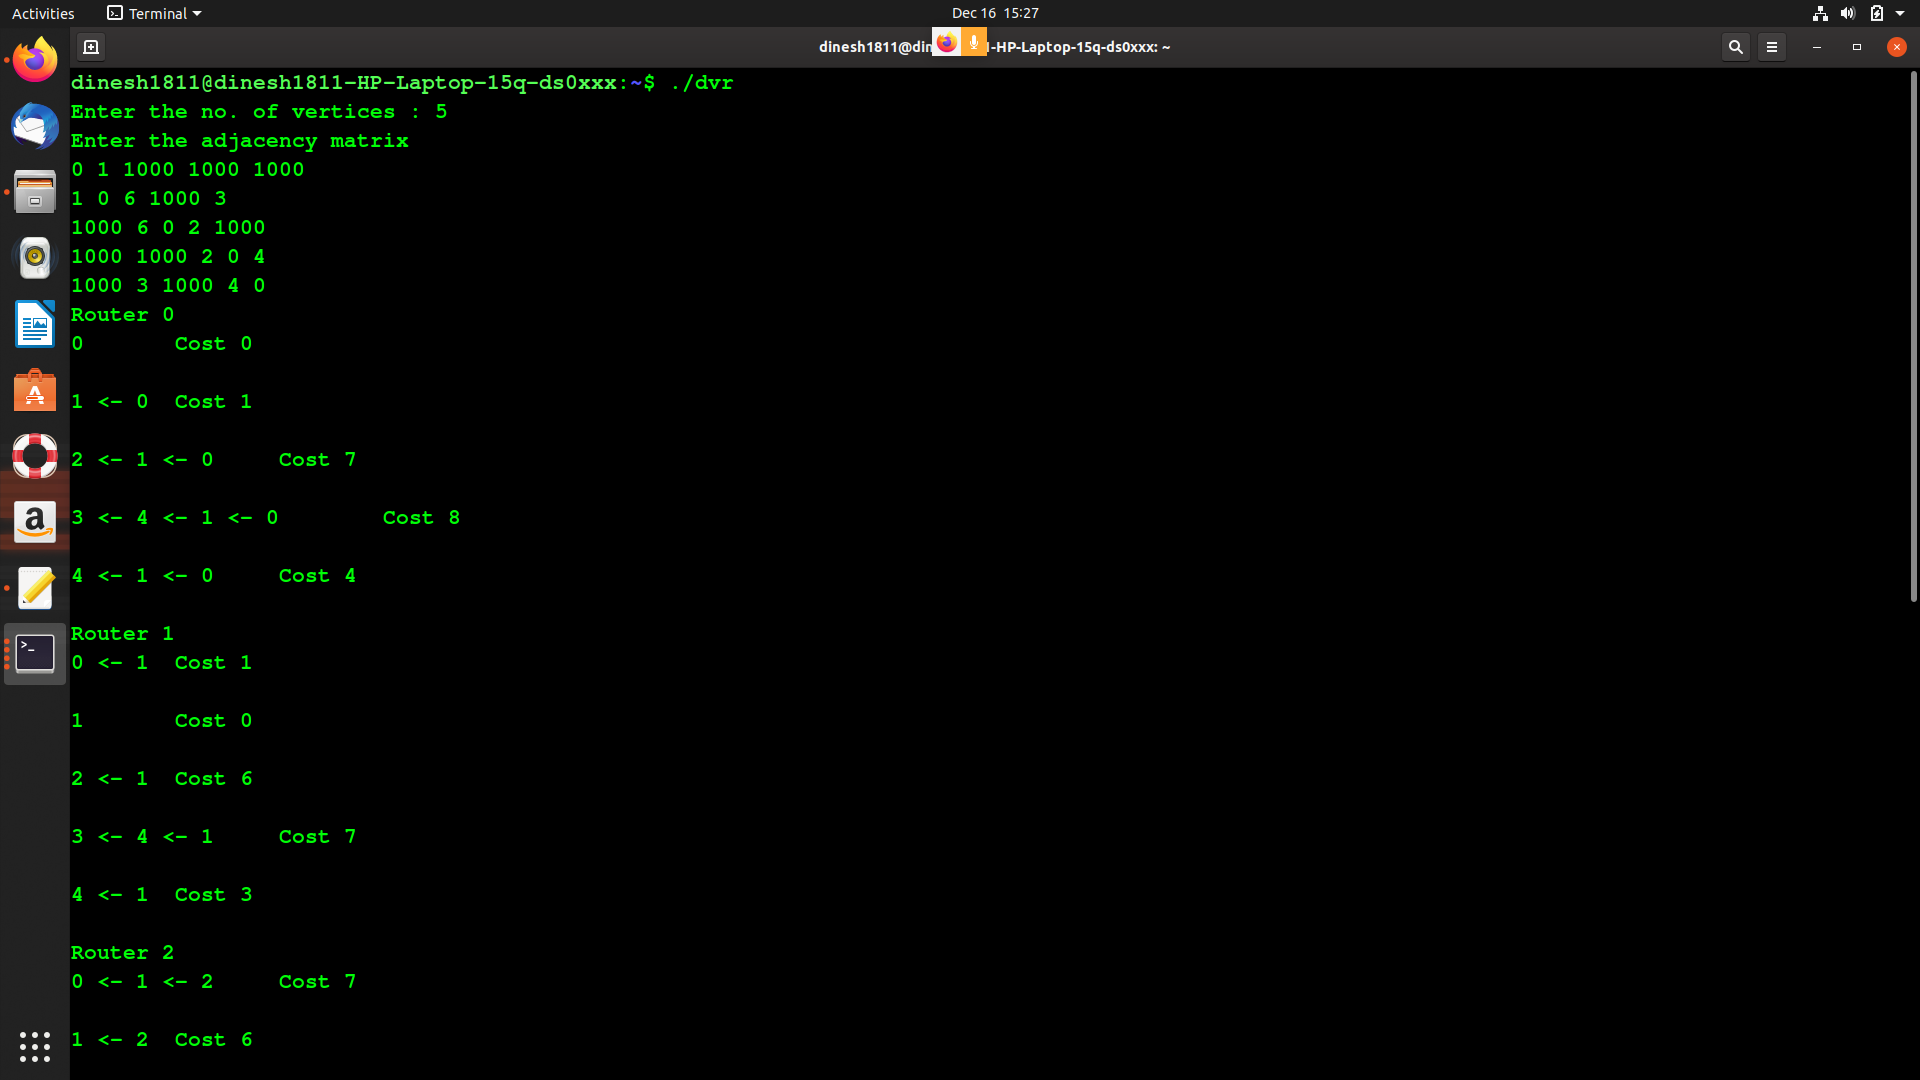 Activities Terminal Dec 16 15:27
dinesh1811@din 1-HP-Laptop-15q-ds0xxx: ~
dinesh1811@dinesh1811-HP-Laptop-15q-ds0xxx:~$ ./dvr
Enter the no. of vertices : 5
Enter the adjacency matrix
0 1 1000 1000 1000
1 0 6 1000 3
1000 6 0 2 1000
1000 1000 2 0 4
1000 3 1000 4 0
Router 0
0 Cost 0
1 <- 0 Cost 1
2 <- 1 <- 0 Cost 7
3 <- 4 <- 1 <- 0 Cost 8
4 <- 1 <- 0 Cost 4
Router 1
0 <- 1 Cost 1
1 Cost 0
2 <- 1 Cost 6
3 <- 4 <- 1 Cost 7
4 <- 1 Cost 3
Router 2
0 <- 1 <- 2 Cost 7
1 <- 2 Cost 6